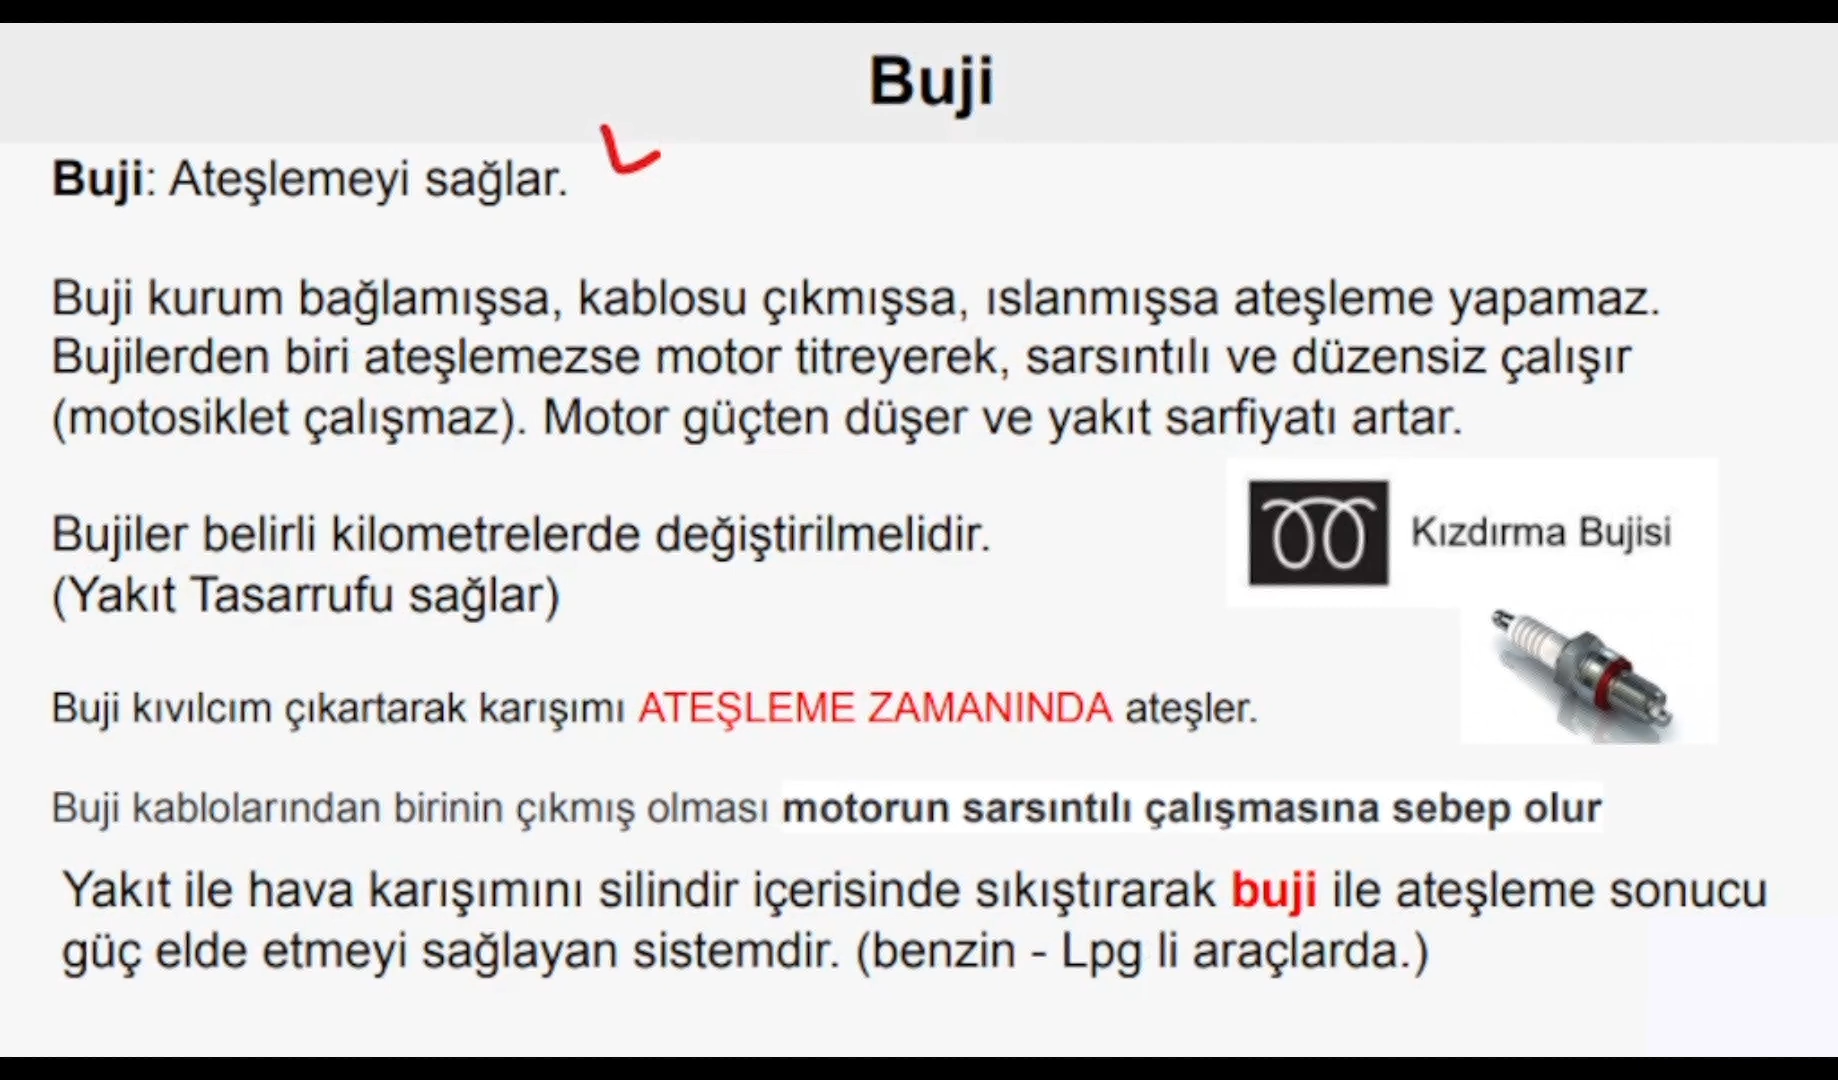 Buji
Buji: Ateşlemeyi sağlar.
Buji kurum bağlamışsa, kablosu çıkmışsa, ıslanmışsa ateşleme yapamaz.
Bujilerden biri ateşlemezse motor titreyerek, sarsıntılı ve düzensiz çalışır
(motosiklet çalışmaz). Motor güçten düşer ve yakıt sarfiyatı artar.
Bujiler belirli kilometrelerde değiştirilmelidir.
(Yakıt Tasarrufu sağlar)
Kızdırma Bujisi
Buji kıvılcım çıkartarak karışımı ATEŞLEME ZAMANINDA ateşler.
Buji kablolarından birinin çıkmış olması motorun sarsıntılı çalışmasına sebep olur
Yakıt ile hava karışımını silindir içerisinde sıkıştırarak buji ile ateşleme sonucu
güç elde etmeyi sağlayan sistemdir. (benzin - Lpg li araçlarda.)